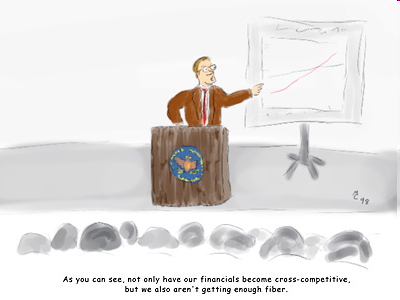 As you can see, not only have our financials become cross-competitive,
but we also aren't getting enough fiber.